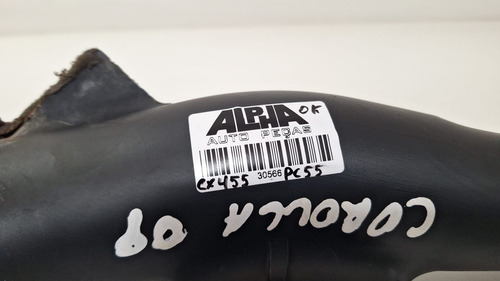 ALPHA OK
AUTO PEÇAS
CX455 30566 PC55
COROLLA 09